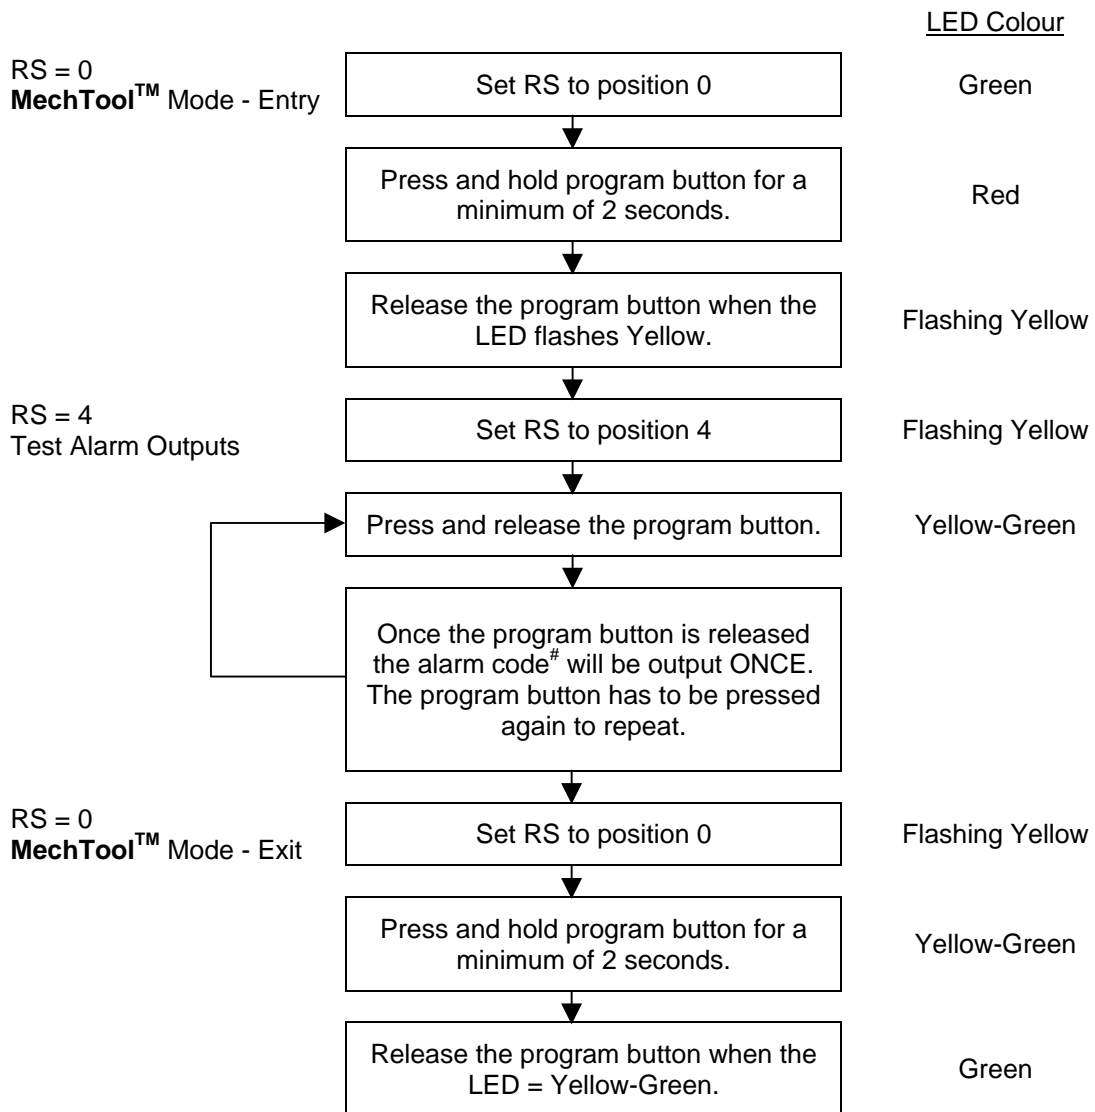 LED Colour
RS = 0
MechTool™ Mode - Entry
Set RS to position 0
Green
Press and hold program button for a
minimum of 2 seconds.
Red
Release the program button when the
LED flashes Yellow.
Flashing Yellow
RS = 4
Test Alarm Outputs
Set RS to position 4
Flashing Yellow
Press and release the program button.
Yellow-Green
Once the program button is released
the alarm code# will be output ONCE.
The program button has to be pressed
again to repeat.
RS = 0
MechTool™ Mode - Exit
Set RS to position 0
Flashing Yellow
Press and hold program button for a
minimum of 2 seconds.
Yellow-Green
Release the program button when the
LED = Yellow-Green.
Green